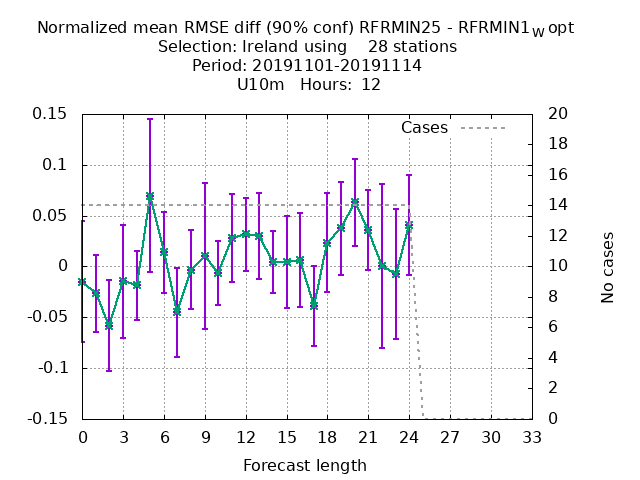 Normalized mean RMSE diff (90% conf) RFRMIN25 - RFRMIN1w opt
Selection: Ireland using    28 stations
Period: 20191101-20191114
U10m   Hours:  12
Cases
0.15
0.1
0.05
0
-0.05
-0.1
-0.15
20
18
16
14
12
10
8
6
4
2
0
No cases
0 3 6 9 12 15 18 21 24 27 30 33
Forecast length